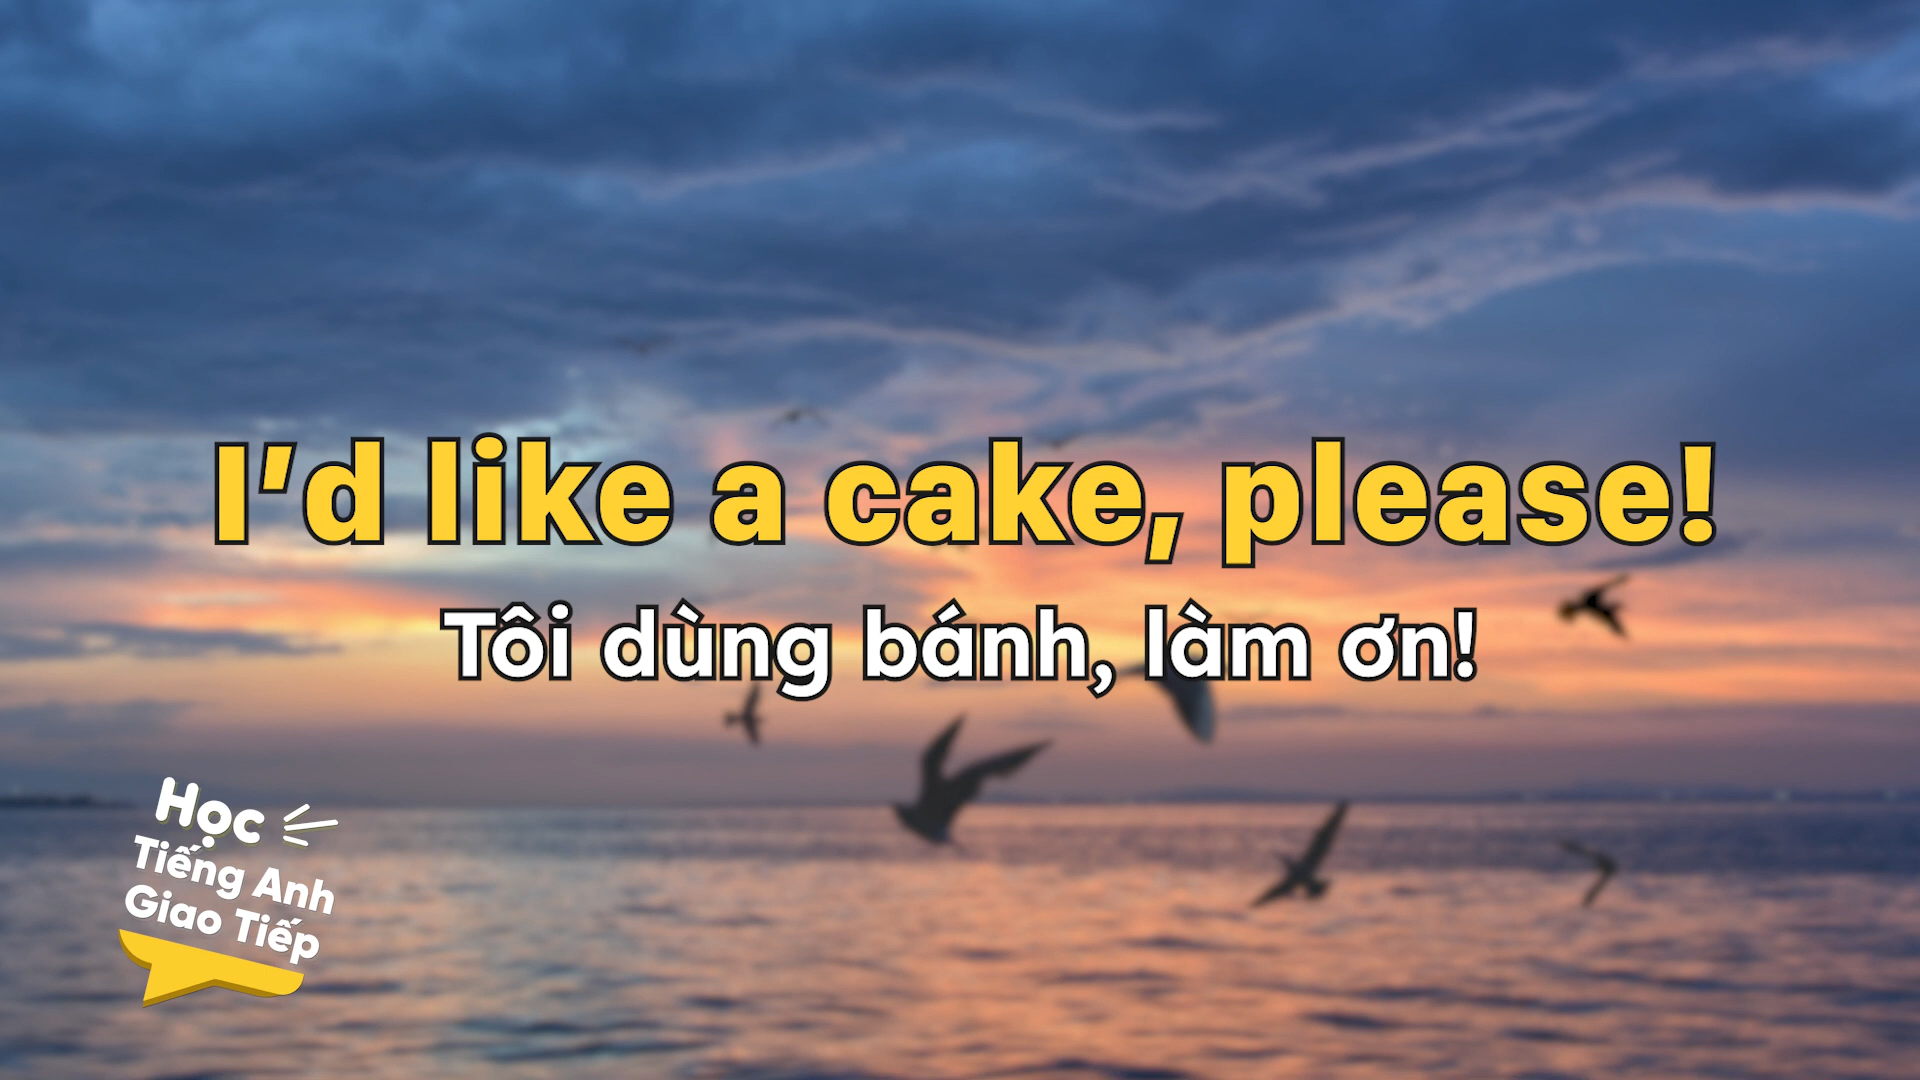 I’d like a cake, please!
Tôi dùng bánh, làm ơn!
Học
Tiếng Anh
Giao Tiếp